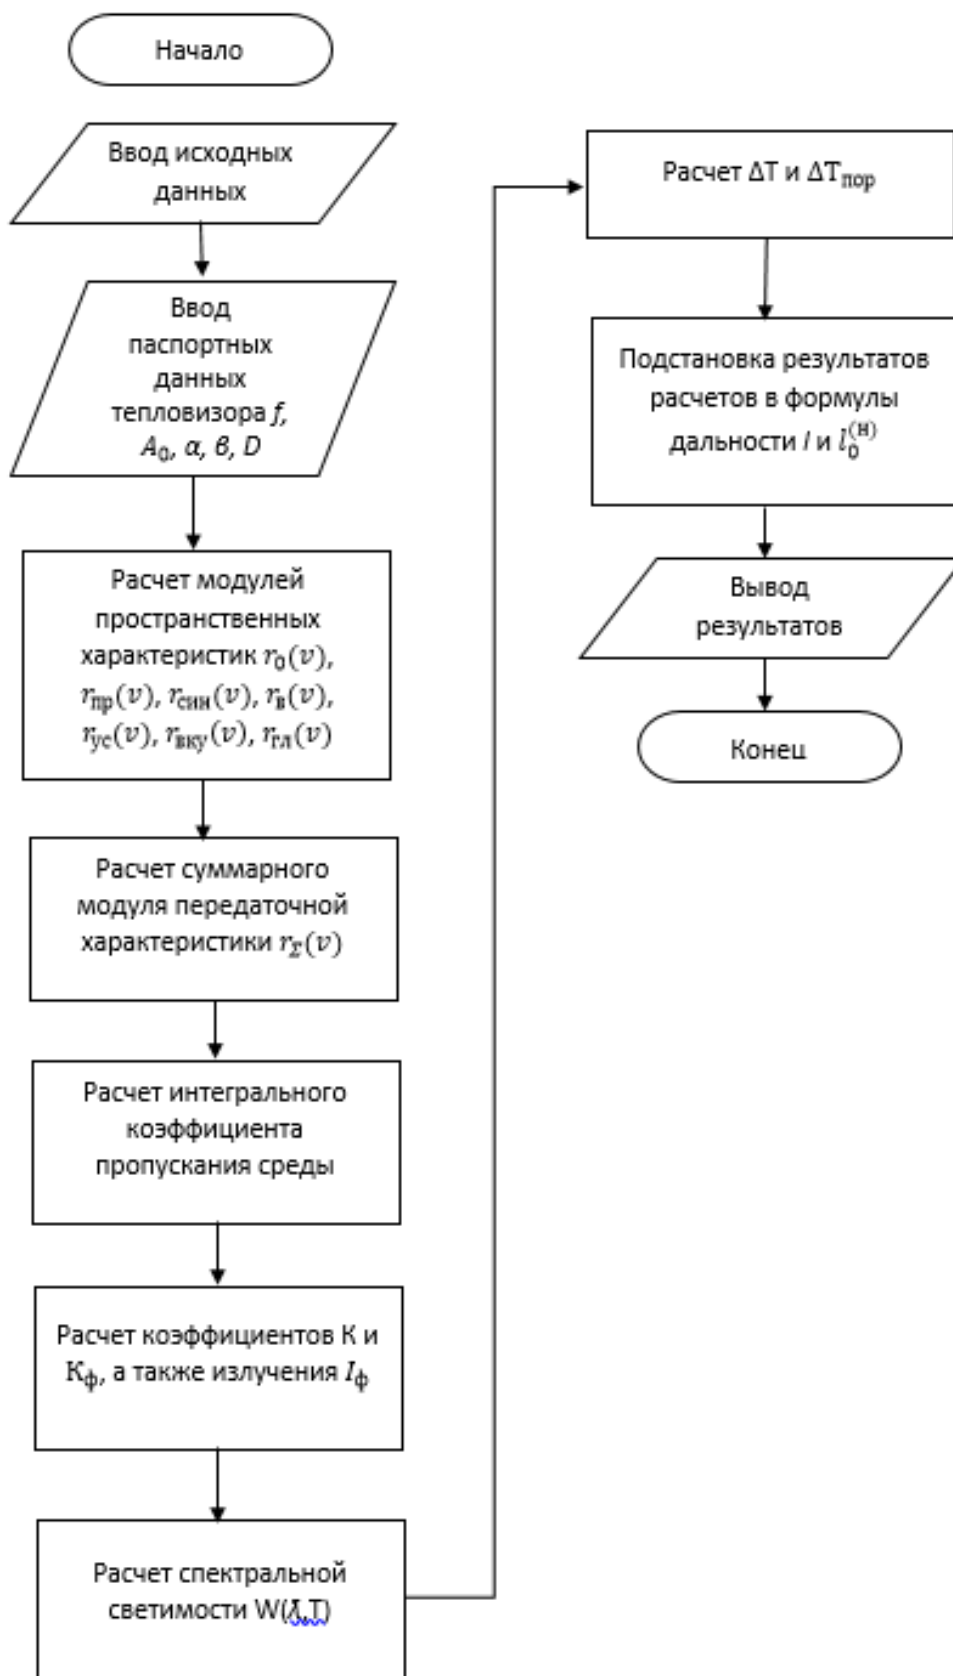 Начало
Ввод исходных
данных
Ввод
паспортных
данных
тепловизора f,
A₀, α, в, D
Расчет модулей
пространственных
характеристик r₀(v),
rпр(v), rсин(v), rв(v),
rус(v), rвку(v), rгл(v)
Расчет суммарного
модуля передаточной
характеристики r_Σ(v)
Расчет интегрального
коэффициента
пропускания среды
Расчет коэффициентов К и
Кф, а также излучения Iф
Расчет спектральной
светимости W(λ,T)
Расчет ΔT и ΔTпор
Подстановка результатов
расчетов в формулы
дальности l и l₀⁽ᴴ⁾
Вывод
результатов
Конец